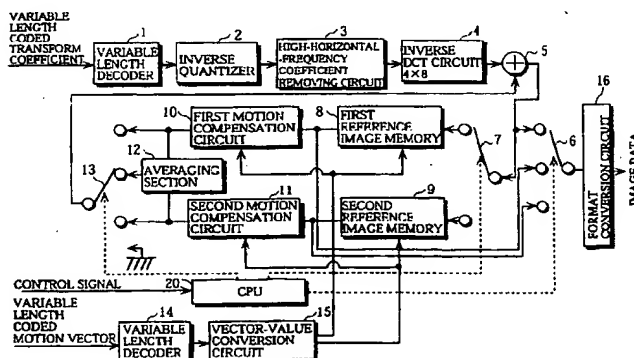 VARIABLE
LENGTH
CODED
TRANSFORM
COEFFICIENT
1
VARIABLE
LENGTH
DECODER
2
INVERSE
QUANTIZER
3
HIGH-HORIZONTAL
-FREQUENCY
COEFFICIENT
REMOVING CIRCUIT
4
INVERSE
DCT CIRCUIT
4×8
5
16
FORMAT
CONVERSION CIRCUIT
IMAGE DATA
10
FIRST MOTION
COMPENSATION
CIRCUIT
8
FIRST
REFERENCE
IMAGE MEMORY
7
6
13
12
AVERAGING
SECTION
11
SECOND MOTION
COMPENSATION
CIRCUIT
9
SECOND
REFERENCE
IMAGE MEMORY
CONTROL SIGNAL
20
CPU
VARIABLE
LENGTH
CODED
MOTION VECTOR
14
VARIABLE
LENGTH
DECODER
15
VECTOR-VALUE
CONVERSION
CIRCUIT